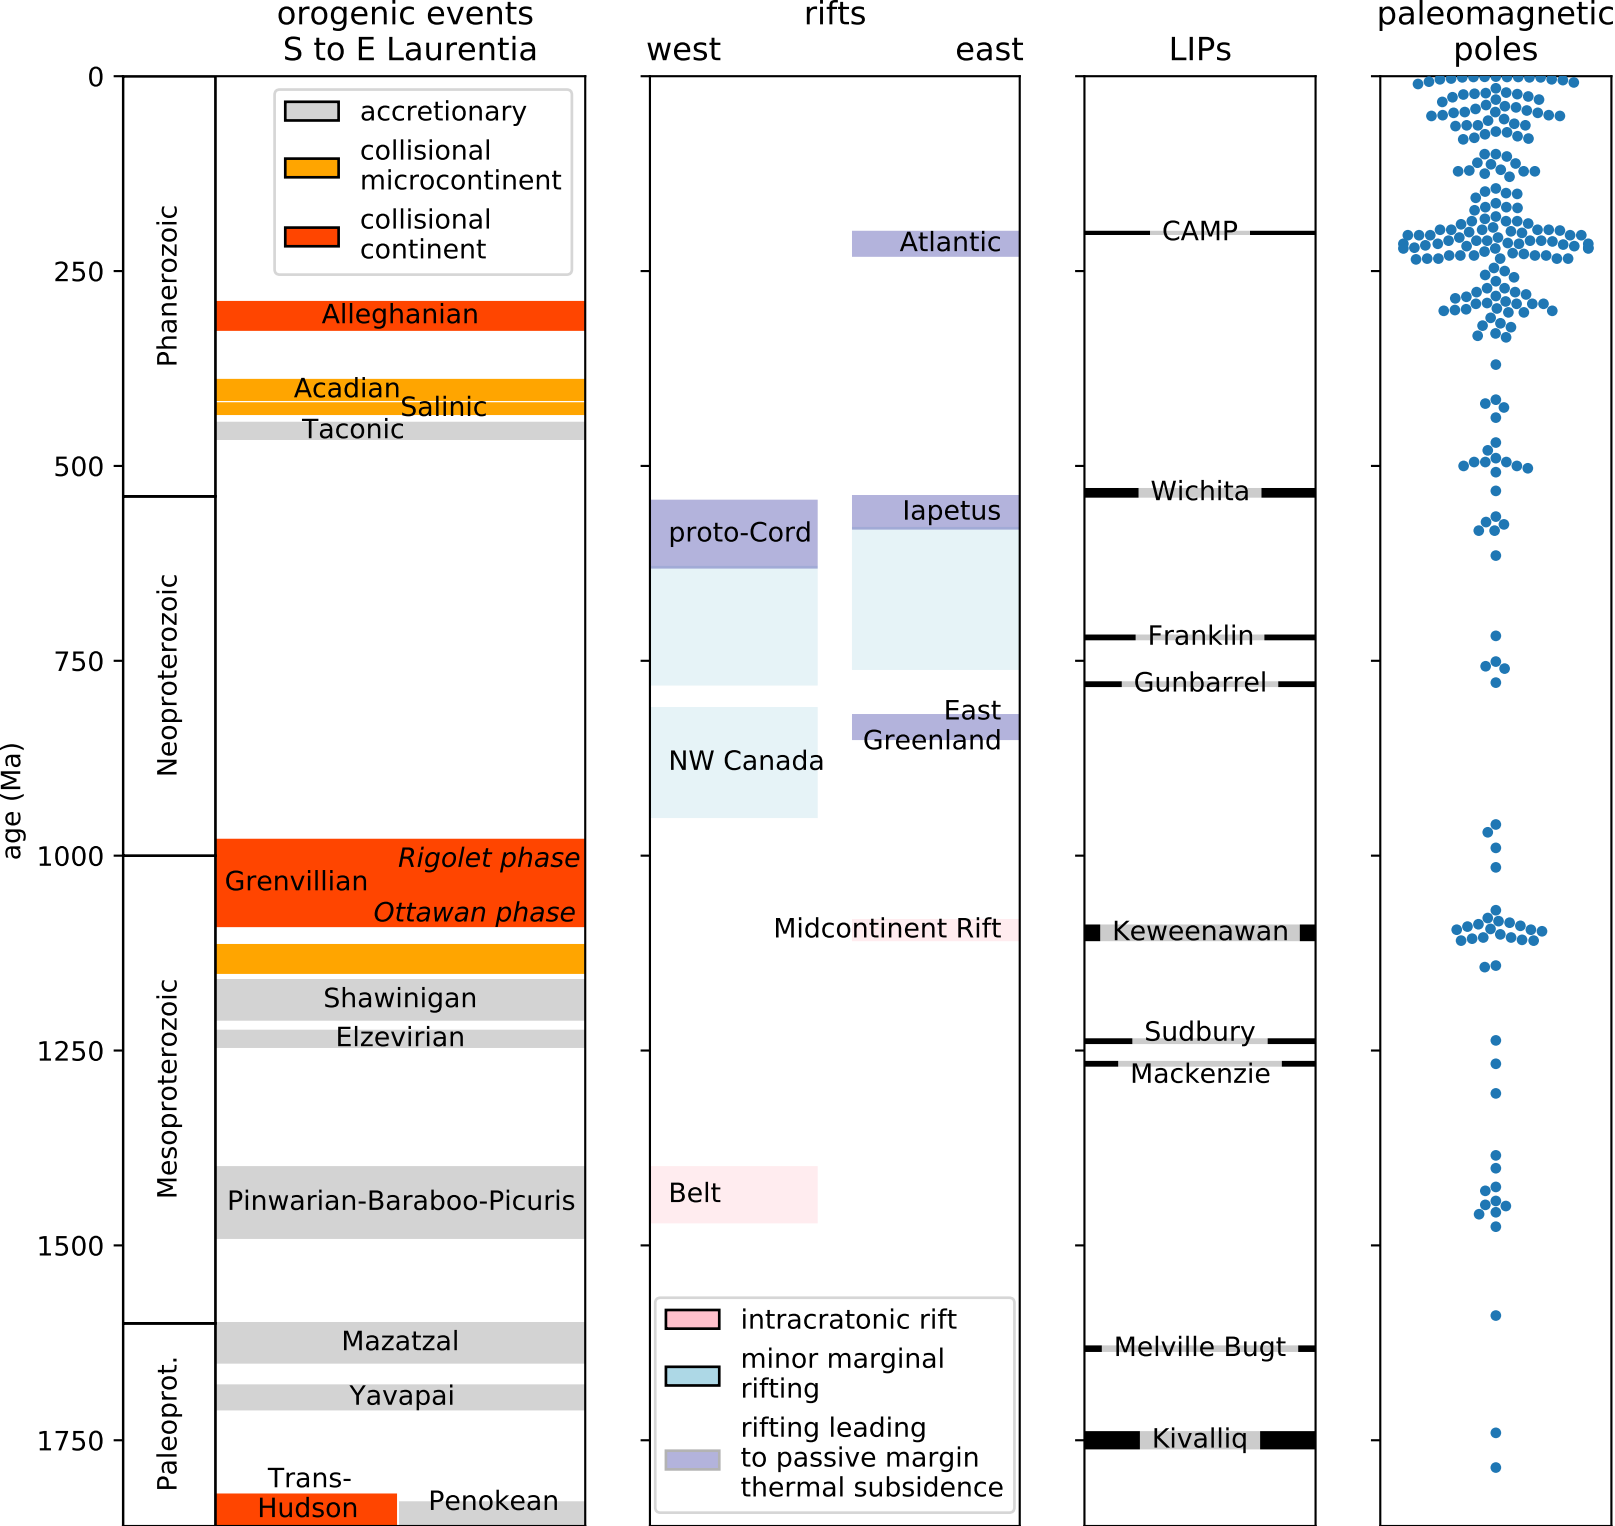 orogenic events
S to E Laurentia
rifts
west
east
LIPs
paleomagnetic
poles
age (Ma)
0
250
500
750
1000
1250
1500
1750
Phanerozoic
Neoproterozoic
Mesoproterozoic
Paleoprot.
accretionary
collisional
microcontinent
collisional
continent
Alleghanian
Acadian
Salinic
Taconic
Rigolet phase
Grenvillian
Ottawan phase
Shawinigan
Elzevirian
Pinwarian-Baraboo-Picuris
Mazatzal
Yavapai
Trans-
Hudson
Penokean
Atlantic
Iapetus
proto-Cord
East
Greenland
NW Canada
Midcontinent Rift
Belt
intracratonic rift
minor marginal
rifting
rifting leading
to passive margin
thermal subsidence
CAMP
Wichita
Franklin
Gunbarrel
Keweenawan
Sudbury
Mackenzie
Melville Bugt
Kivalliq